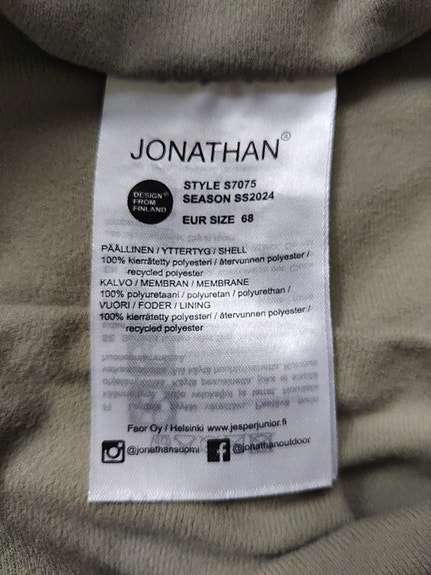 JONATHAN®
DESIGN
FROM
FINLAND
STYLE S7075
SEASON SS2024
EUR SIZE 68
PÄÄLLINEN / YTTERTYG / SHELL
100% kierrätetty polyesteri / återvunnen polyester /
recycled polyester
KALVO / MEMBRAN / MEMBRANE
100% polyuretaani / polyuretan / polyurethan /
VUORI / FODER / LINING
100% kierrätetty polyesteri / återvunnen polyester /
recycled polyester
Faor Oy / Helsinki www.jesperjunior.fi
@jonathansuomi @jonathanoutdoor